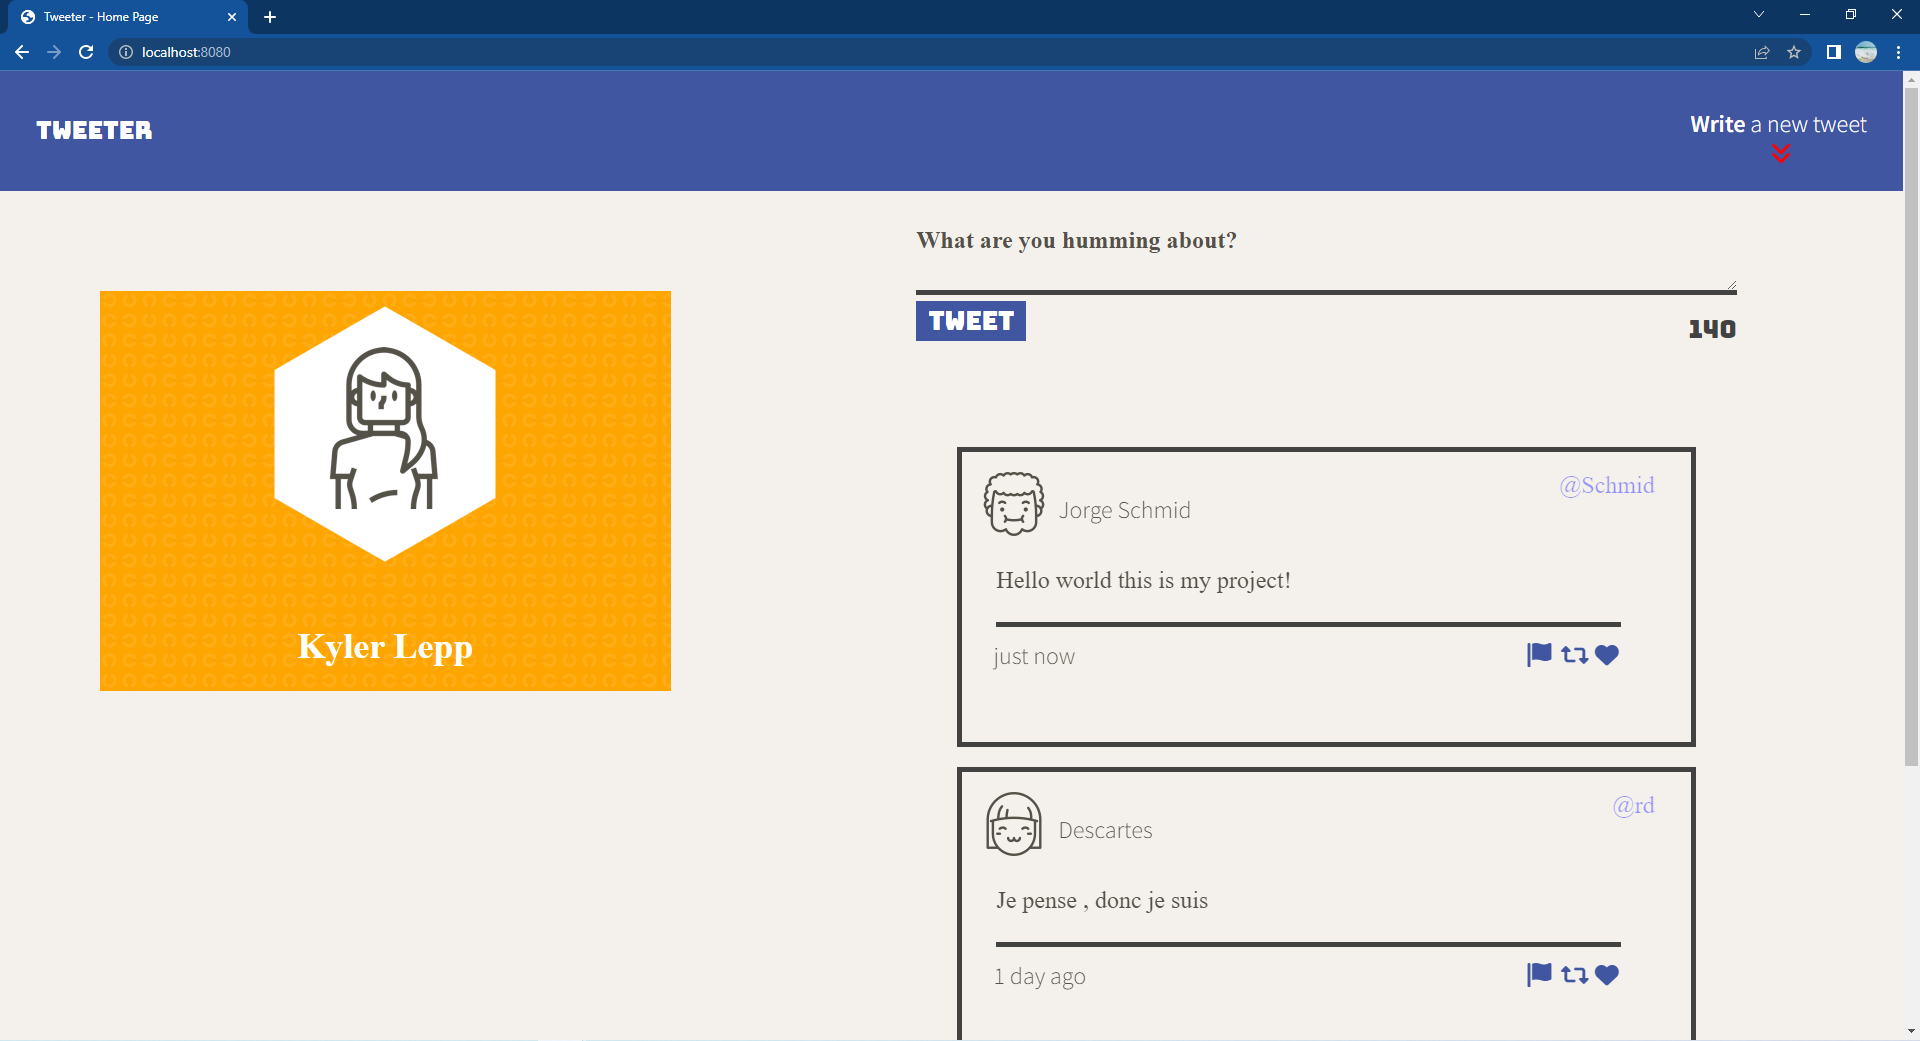 Tweeter - Home Page
localhost:8080
TWEETER
Write a new tweet
What are you humming about?
TWEET
140
Kyler Lepp
Jorge Schmid
@Schmid
Hello world this is my project!
just now
Descartes
@rd
Je pense , donc je suis
1 day ago